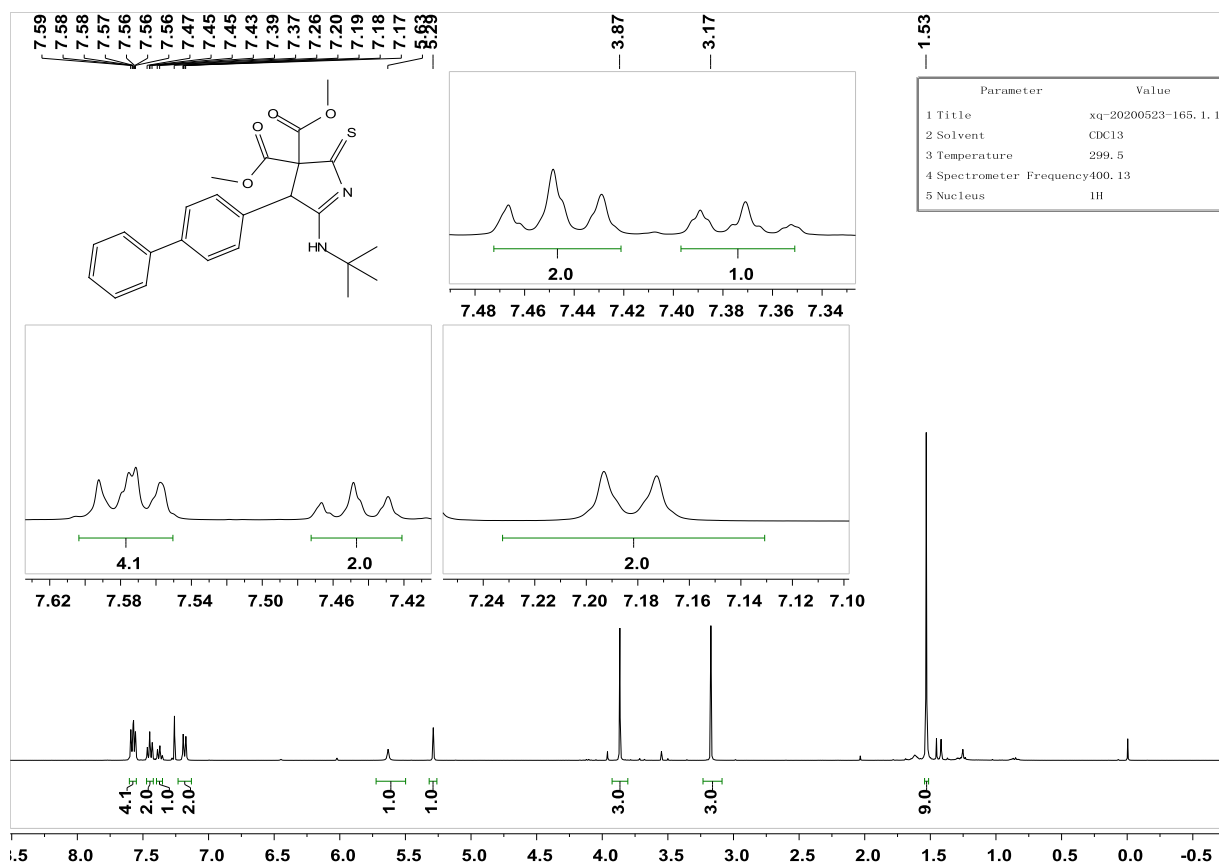 7.59 7.58 7.58 7.57 7.56 7.56 7.56 7.47 7.45 7.45 7.43 7.39 7.37 7.26 7.20 7.19 7.18 7.17 5.63 5.29 3.87 3.17 1.53
Parameter Value
1 Title xq-20200523-165.1.1
2 Solvent CDCl3
3 Temperature 299.5
4 Spectrometer Frequency 400.13
5 Nucleus 1H
O O S
O
O N
HN
2.0 1.0
7.48 7.46 7.44 7.42 7.40 7.38 7.36 7.34
4.1 2.0
7.62 7.58 7.54 7.50 7.46 7.42
2.0
7.24 7.22 7.20 7.18 7.16 7.14 7.12 7.10
4.1 2.0 1.0 2.0 1.0 1.0 3.0 3.0 9.0
.5 8.0 7.5 7.0 6.5 6.0 5.5 5.0 4.5 4.0 3.5 3.0 2.5 2.0 1.5 1.0 0.5 0.0 -0.5